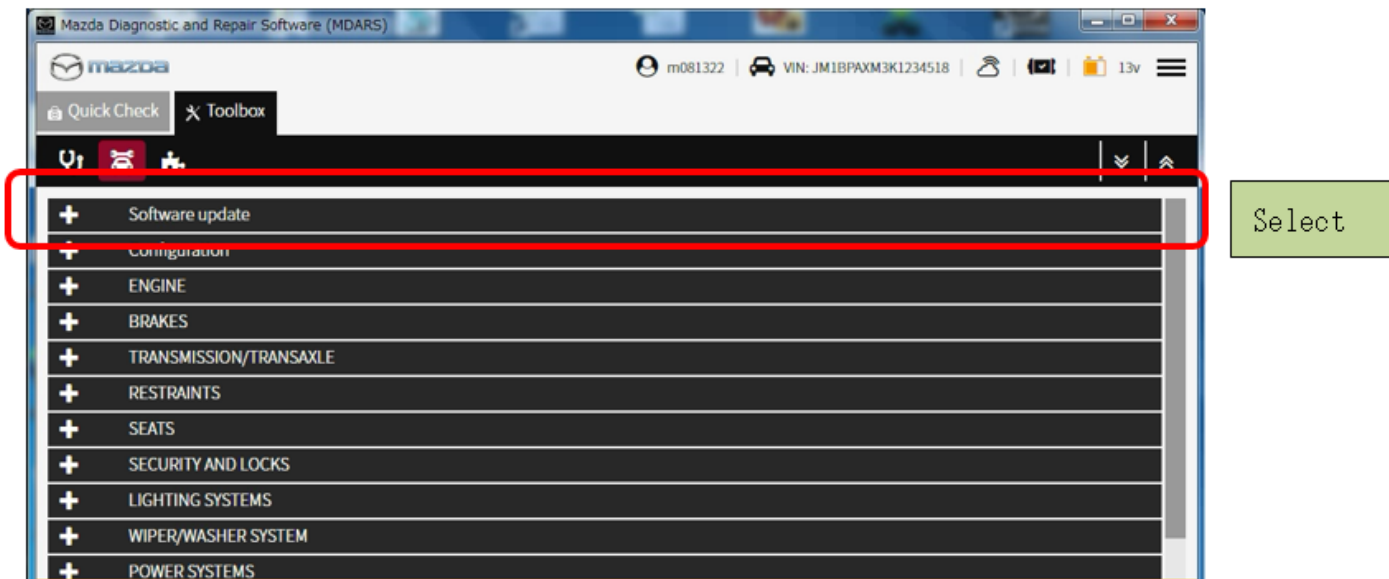 Mazda Diagnostic and Repair Software (MDARS)
mazda
m081322 | VIN: JM1BPAXM3K1234518 | | | 13v
Quick Check
Toolbox
Software update
Select
Configuration
ENGINE
BRAKES
TRANSMISSION/TRANSAXLE
RESTRAINTS
SEATS
SECURITY AND LOCKS
LIGHTING SYSTEMS
WIPER/WASHER SYSTEM
POWER SYSTEMS